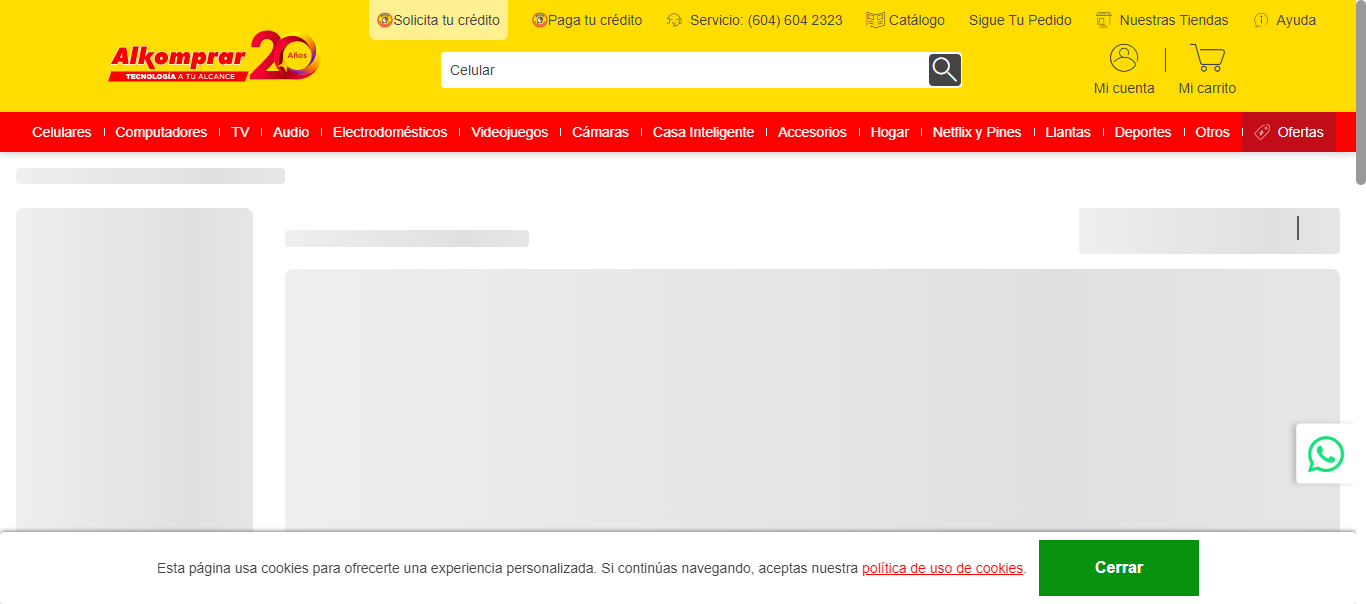 Solicita tu crédito
Paga tu crédito
Servicio: (604) 604 2323
Catálogo
Sigue Tu Pedido
Nuestras Tiendas
Ayuda
Alkomprar 20 Años
TECNOLOGÍA A TU ALCANCE
Celular
Mi cuenta
Mi carrito
Celulares
Computadores
TV
Audio
Electrodomésticos
Videojuegos
Cámaras
Casa Inteligente
Accesorios
Hogar
Netflix y Pines
Llantas
Deportes
Otros
Ofertas
Esta página usa cookies para ofrecerte una experiencia personalizada. Si continúas navegando, aceptas nuestra política de uso de cookies.
Cerrar